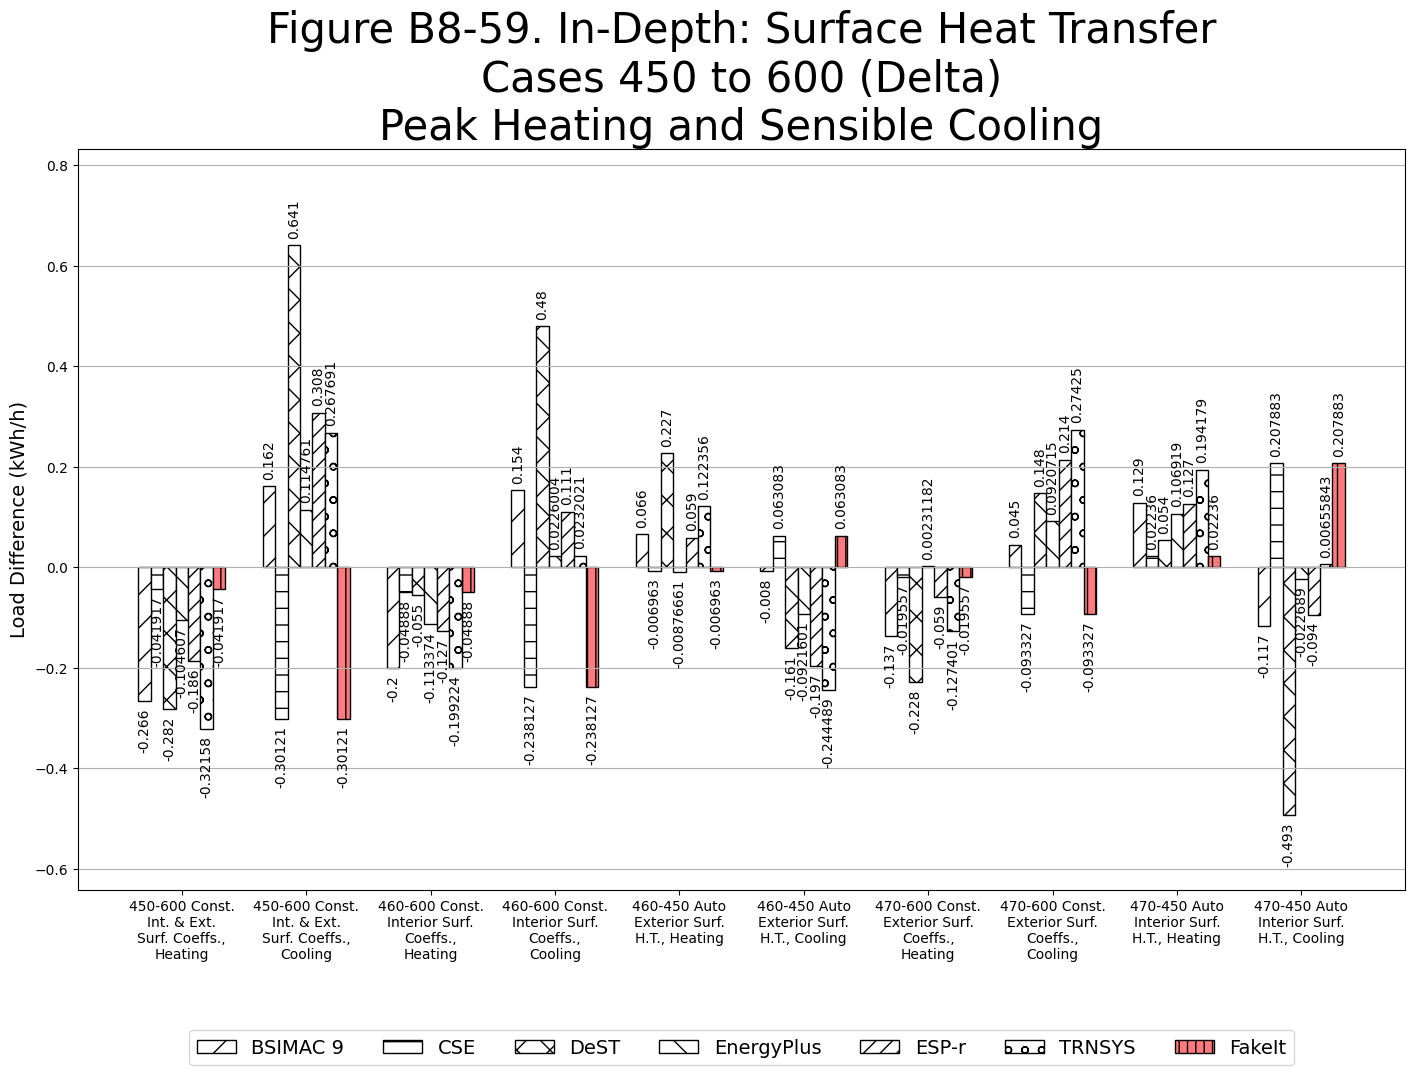 Figure B8-59. In-Depth: Surface Heat Transfer
Cases 450 to 600 (Delta)
Peak Heating and Sensible Cooling
Load Difference (kWh/h)
0.8
0.6
0.4
0.2
0.0
−0.2
−0.4
−0.6
-0.266
-0.041917
-0.282
-0.104607
-0.186
-0.32158
-0.041917
0.162
-0.30121
0.641
0.114761
0.308
0.267691
-0.30121
-0.2
-0.04888
-0.055
-0.113374
-0.127
-0.199224
-0.04888
0.154
-0.238127
0.48
0.0226004
0.111
0.0232021
-0.238127
0.066
-0.006963
0.227
-0.00876661
0.059
0.122356
-0.006963
-0.008
0.063083
-0.161
-0.0921601
-0.197
-0.244489
0.063083
-0.137
-0.019557
-0.228
0.00231182
-0.059
-0.127401
-0.019557
0.045
-0.093327
0.148
0.0920715
0.214
0.27425
-0.093327
0.129
0.02236
0.054
0.106919
0.127
0.194179
0.02236
-0.117
0.207883
-0.493
-0.022689
-0.094
0.00655843
0.207883
450-600 Const.
Int. & Ext.
Surf. Coeffs.,
Heating
450-600 Const.
Int. & Ext.
Surf. Coeffs.,
Cooling
460-600 Const.
Interior Surf.
Coeffs.,
Heating
460-600 Const.
Interior Surf.
Coeffs.,
Cooling
460-450 Auto
Exterior Surf.
H.T., Heating
460-450 Auto
Exterior Surf.
H.T., Cooling
470-600 Const.
Exterior Surf.
Coeffs.,
Heating
470-600 Const.
Exterior Surf.
Coeffs.,
Cooling
470-450 Auto
Interior Surf.
H.T., Heating
470-450 Auto
Interior Surf.
H.T., Cooling
BSIMAC 9
CSE
DeST
EnergyPlus
ESP-r
TRNSYS
FakeIt